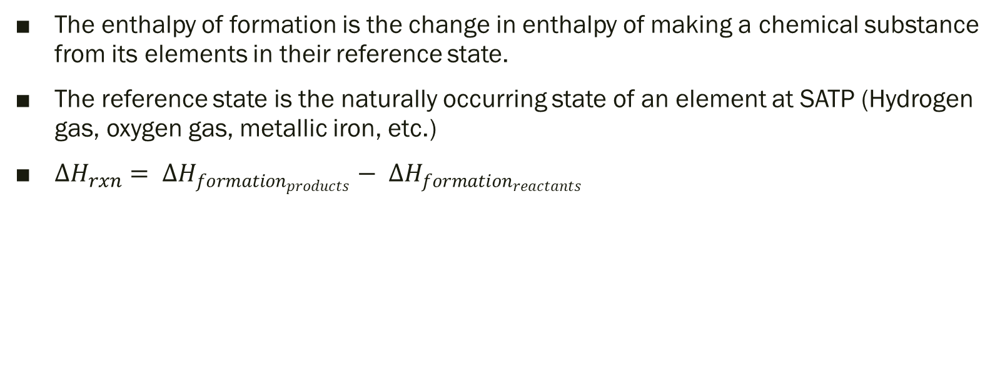 ■ The enthalpy of formation is the change in enthalpy of making a chemical substance
from its elements in their reference state.
■ The reference state is the naturally occurring state of an element at SATP (Hydrogen
gas, oxygen gas, metallic iron, etc.)
■ $\Delta H_{rxn} = \Delta H_{formation_{products}} - \Delta H_{formation_{reactants}}$